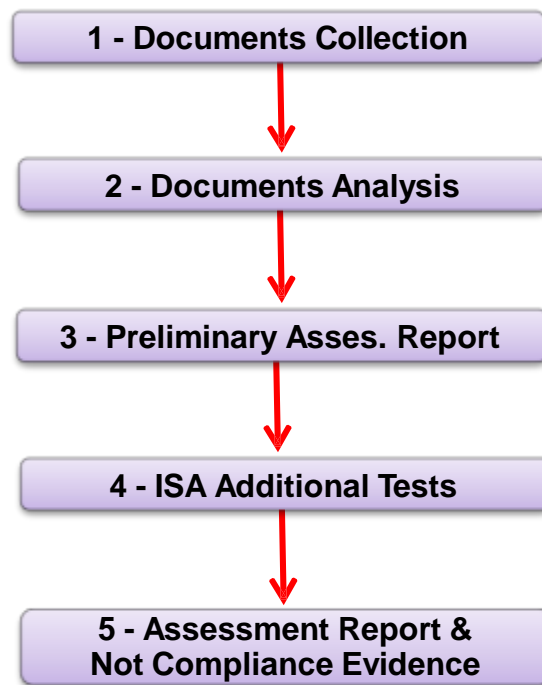 1 - Documents Collection
2 - Documents Analysis
3 - Preliminary Asses. Report
4 - ISA Additional Tests
5 - Assessment Report &
Not Compliance Evidence